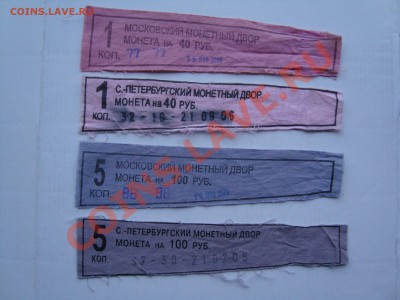 COINS.LAVE.RU
1 МОСКОВСКИЙ МОНЕТНЫЙ ДВОР
МОНЕТА НА 40 РУБ.
КОП.
1 С.-ПЕТЕРБУРГСКИЙ МОНЕТНЫЙ ДВОР
МОНЕТА НА 40 РУБ.
КОП. 32-19-21 09 05
5 МОСКОВСКИЙ МОНЕТНЫЙ ДВОР
МОНЕТА НА 100 РУБ.
КОП.
5 С.-ПЕТЕРБУРГСКИЙ МОНЕТНЫЙ ДВОР
МОНЕТА НА 100 РУБ.
КОП.
COINS.LAVE.RU